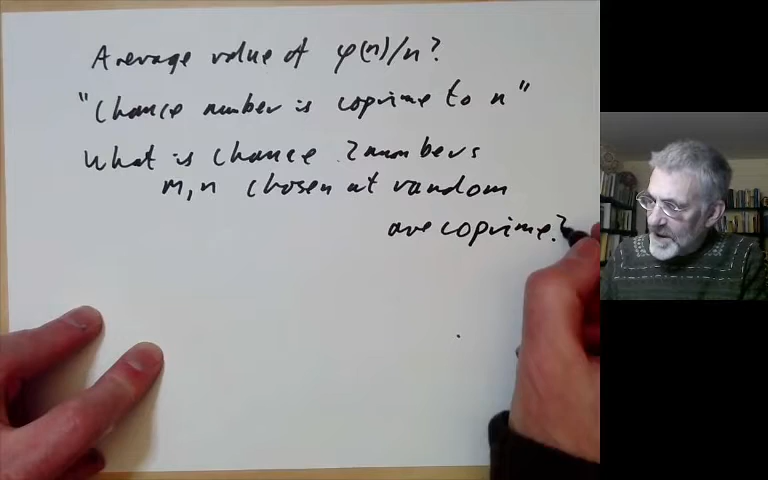 Average value of φ(n)/n?
"Chance number is coprime to n"
What is chance 2 numbers
m,n chosen at random
are coprime?